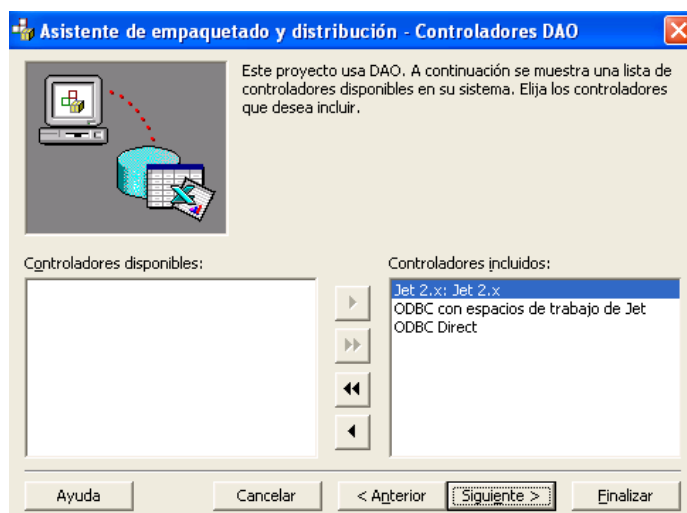 Asistente de empaquetado y distribución - Controladores DAO
Este proyecto usa DAO. A continuación se muestra una lista de
controladores disponibles en su sistema. Elija los controladores
que desea incluir.
Controladores disponibles:
Controladores incluidos:
Jet 2.x: Jet 2.x
ODBC con espacios de trabajo de Jet
ODBC Direct
Ayuda
Cancelar
< Anterior
Siguiente >
Finalizar